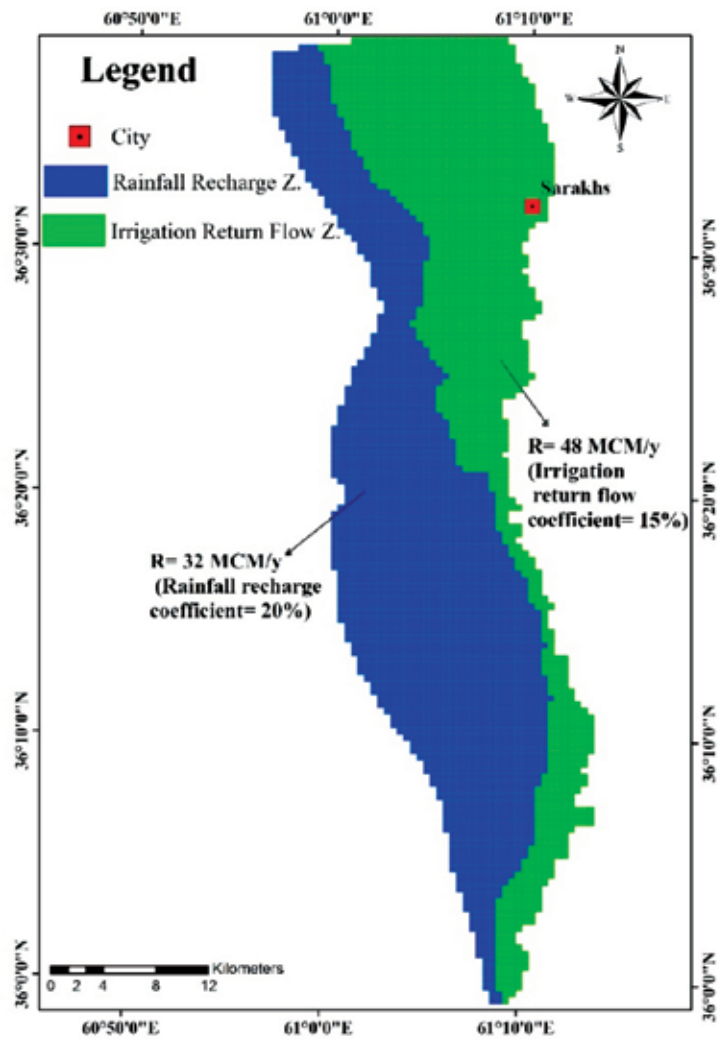 60°50'0"E 61°0'0"E 61°10'0"E
Legend
City
Rainfall Recharge Z.
Irrigation Return Flow Z.
N
W E
S
Sarakhs
36°30'0"N 36°30'0"N
R= 48 MCM/y
(Irrigation
return flow
coefficient= 15%)
36°20'0"N 36°20'0"N
R= 32 MCM/y
(Rainfall recharge
coefficient= 20%)
36°10'0"N 36°10'0"N
Kilometers
0 2 4 8 12
36°0'0"N 36°0'0"N
60°50'0"E 61°0'0"E 61°10'0"E